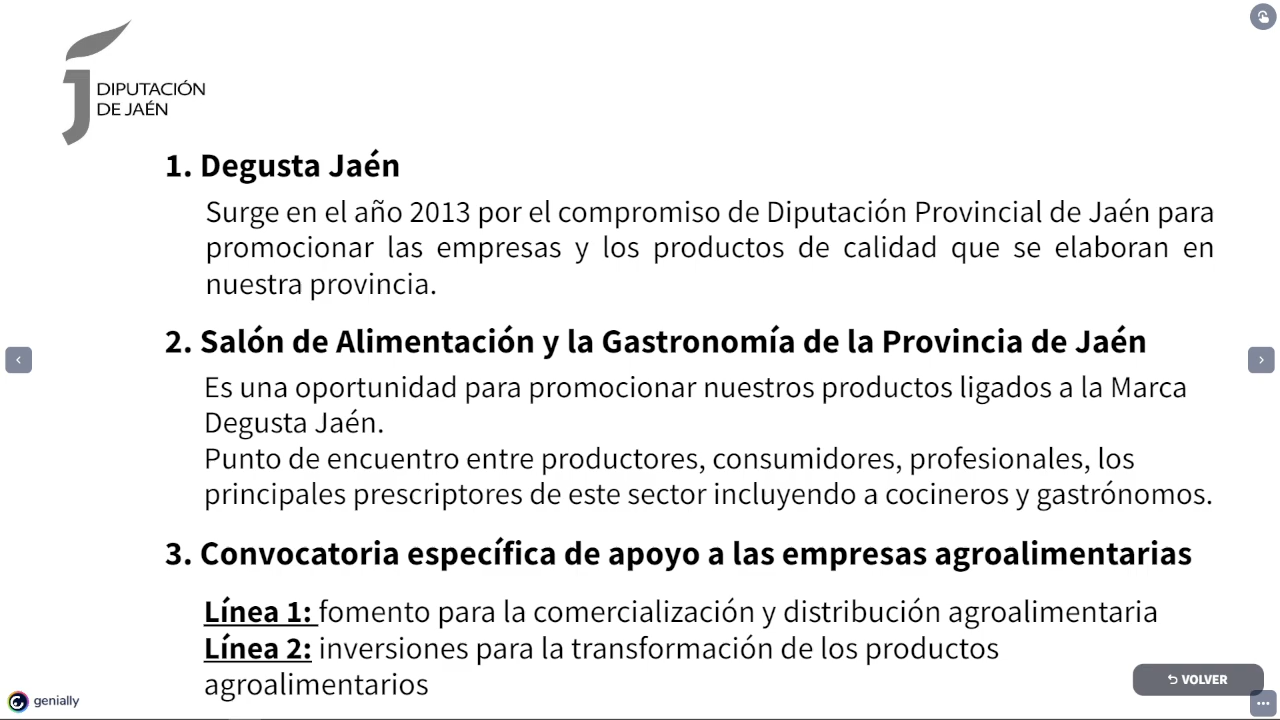 DIPUTACIÓN
DE JAÉN
1. Degusta Jaén
Surge en el año 2013 por el compromiso de Diputación Provincial de Jaén para
promocionar las empresas y los productos de calidad que se elaboran en
nuestra provincia.
2. Salón de Alimentación y la Gastronomía de la Provincia de Jaén
Es una oportunidad para promocionar nuestros productos ligados a la Marca
Degusta Jaén.
Punto de encuentro entre productores, consumidores, profesionales, los
principales prescriptores de este sector incluyendo a cocineros y gastrónomos.
3. Convocatoria específica de apoyo a las empresas agroalimentarias
Línea 1: fomento para la comercialización y distribución agroalimentaria
Línea 2: inversiones para la transformación de los productos
agroalimentarios
VOLVER
genially